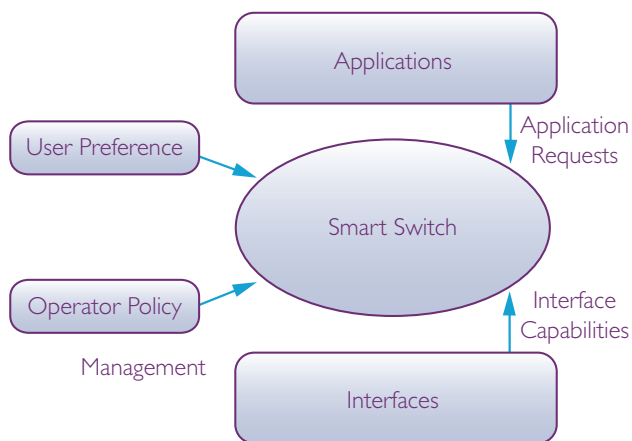 Applications
Application
Requests
User Preference
Smart Switch
Operator Policy
Interface
Capabilities
Management
Interfaces